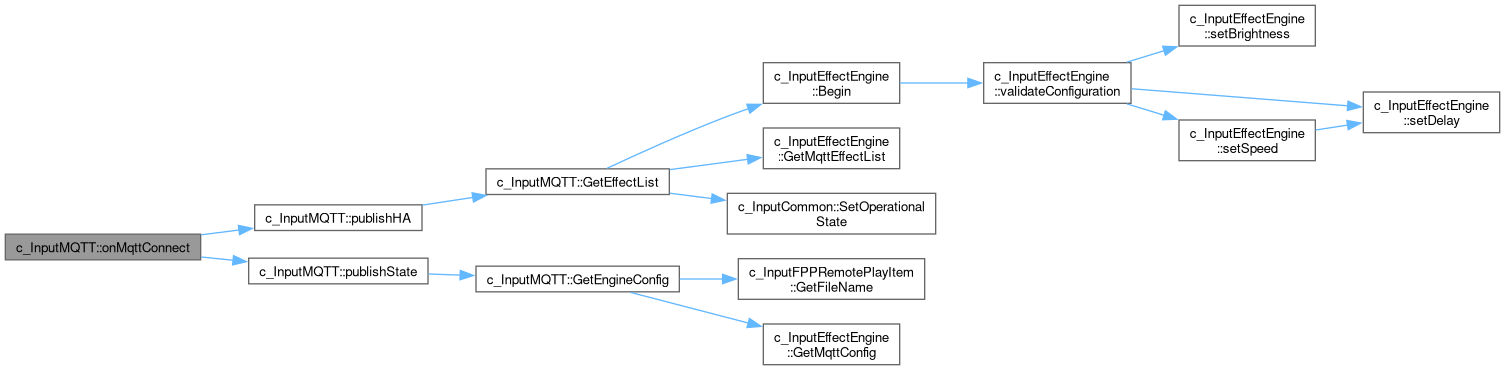 c_InputMQTT::onMqttConnect
c_InputMQTT::publishHA
c_InputMQTT::publishState
c_InputMQTT::GetEffectList
c_InputMQTT::GetEngineConfig
c_InputEffectEngine
::Begin
c_InputEffectEngine
::GetMqttEffectList
c_InputCommon::SetOperational
State
c_InputFPPRemotePlayItem
::GetFileName
c_InputEffectEngine
::GetMqttConfig
c_InputEffectEngine
::validateConfiguration
c_InputEffectEngine
::setBrightness
c_InputEffectEngine
::setSpeed
c_InputEffectEngine
::setDelay